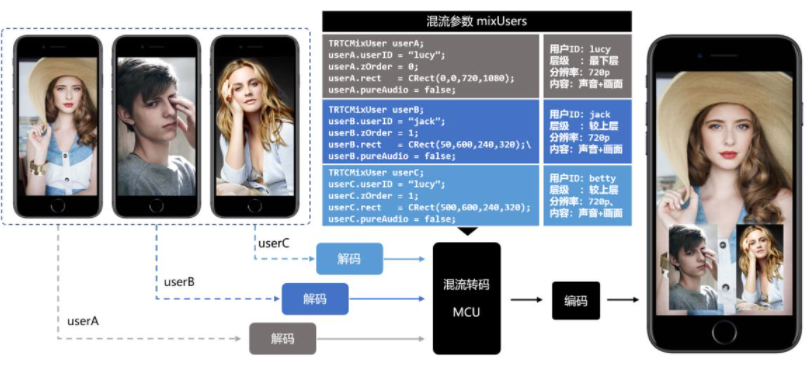 混流参数 mixUsers
TRTCMixUser userA;
userA.userID = “lucy”;
userA.zOrder = 0;
userA.rect = CRect(0,0,720,1080);
userA.pureAudio = false;
用户ID: lucy
层级 : 最下层
分辨率: 720p
内容: 声音+画面
TRTCMixUser userB;
userB.userID = “jack”;
userB.zOrder = 1;
userB.rect = CRect(50,600,240,320);\
userB.pureAudio = false;
用户ID: jack
层级 : 较上层
分辨率: 720p
内容: 声音+画面
TRTCMixUser userC;
userC.userID = “lucy”;
userC.zOrder = 1;
userC.rect = CRect(500,600,240,320);
userC.pureAudio = false;
用户ID: betty
层级 : 较上层
分辨率: 720p、
内容: 声音+画面
userC
解码
userB
解码
userA
解码
混流转码
MCU
编码